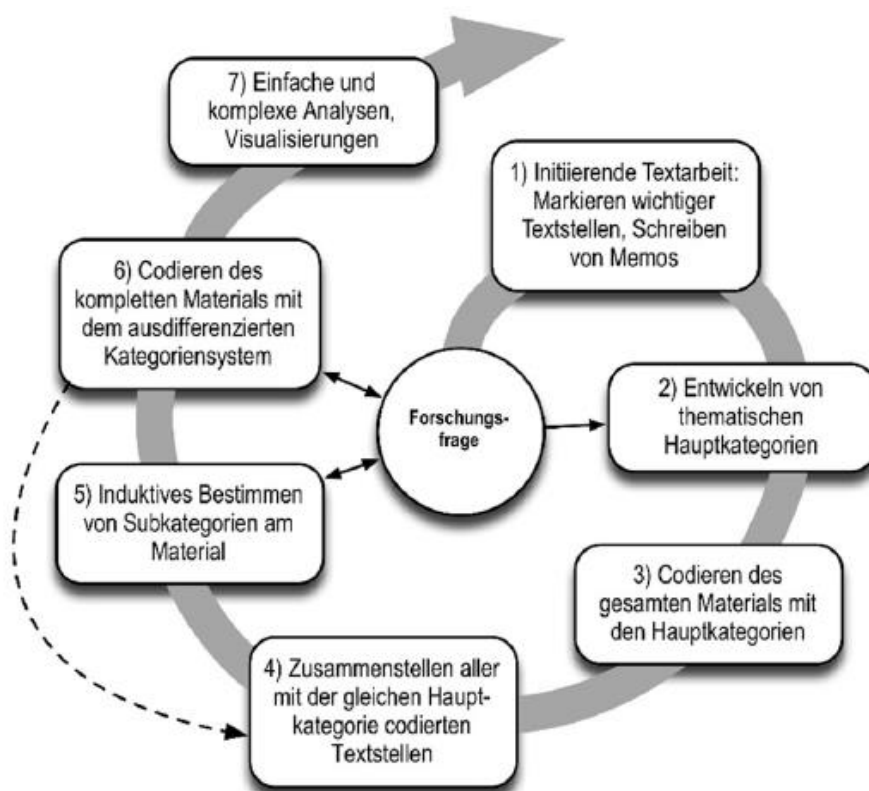 7) Einfache und
komplexe Analysen,
Visualisierungen
1) Initiierende Textarbeit:
Markieren wichtiger
Textstellen, Schreiben
von Memos
6) Codieren des
kompletten Materials mit
dem ausdifferenzierten
Kategoriensystem
Forschungs-
frage
2) Entwickeln von
thematischen
Hauptkategorien
5) Induktives Bestimmen
von Subkategorien am
Material
3) Codieren des
gesamten Materials mit
den Hauptkategorien
4) Zusammenstellen aller
mit der gleichen Haupt-
kategorie codierten
Textstellen